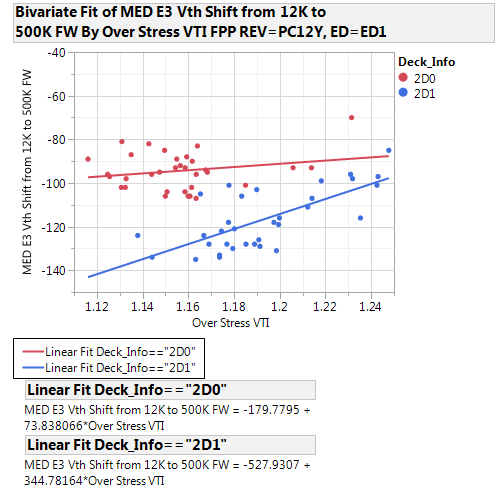 Bivariate Fit of MED E3 Vth Shift from 12K to
500K FW By Over Stress VTI FPP REV=PC12Y, ED=ED1
-40
-60
-80
-100
-120
-140
MED E3 Vth Shift from 12K to 500K FW
1.12 1.14 1.16 1.18 1.2 1.22 1.24
Over Stress VTI
Deck_Info
2D0
2D1
Linear Fit Deck_Info=="2D0"
Linear Fit Deck_Info=="2D1"
Linear Fit Deck_Info=="2D0"
MED E3 Vth Shift from 12K to 500K FW = -179.7795 +
73.838066*Over Stress VTI
Linear Fit Deck_Info=="2D1"
MED E3 Vth Shift from 12K to 500K FW = -527.9307 +
344.78164*Over Stress VTI